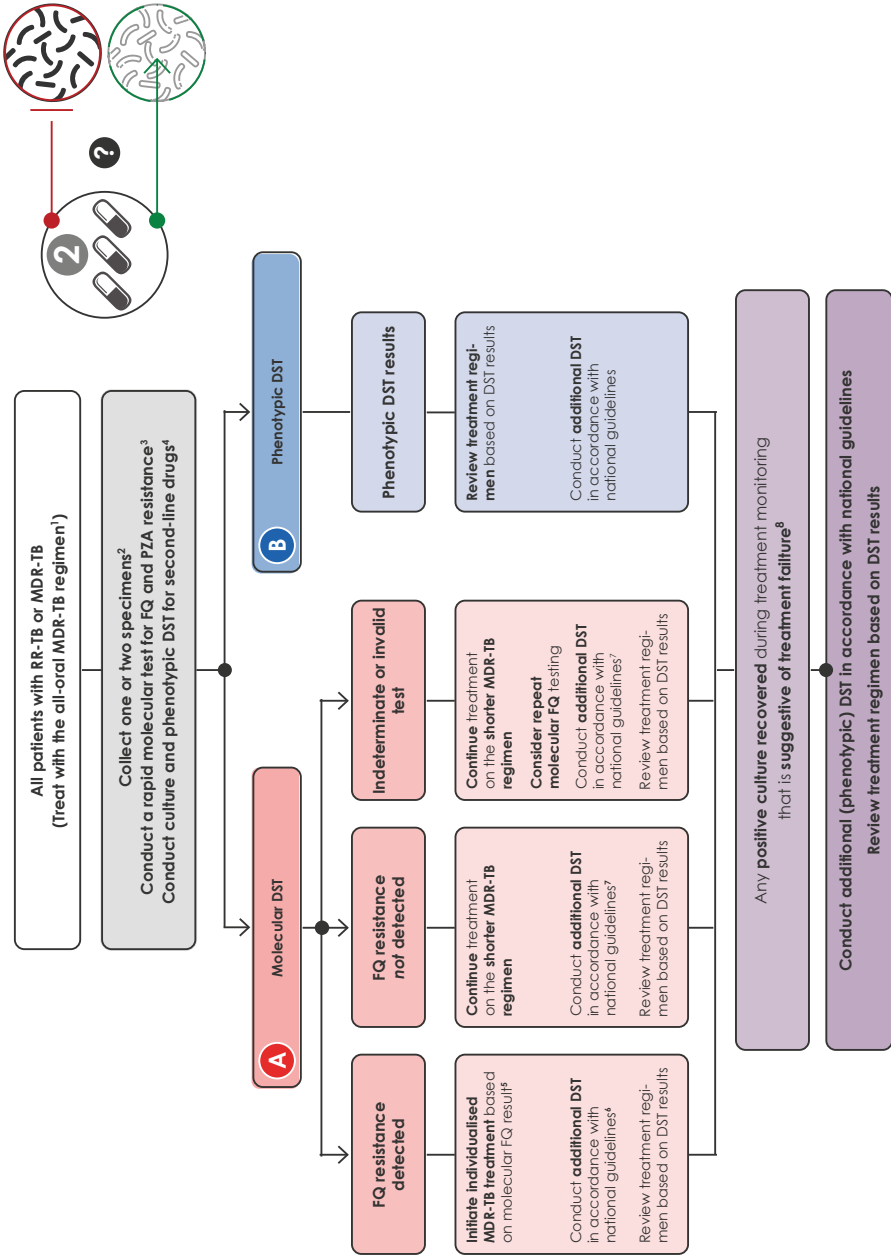 2
?
All patients with RR-TB or MDR-TB
(Treat with the all-oral MDR-TB regimen¹)
Collect one or two specimens²
Conduct a rapid molecular test for FQ and PZA resistance³
Conduct culture and phenotypic DST for second-line drugs⁴
A
Molecular DST
B
Phenotypic DST
FQ resistance
detected
FQ resistance
not detected
Indeterminate or invalid
test
Phenotypic DST results
Initiate individualised
MDR-TB treatment based
on molecular FQ result⁵
Conduct additional DST
in accordance with
national guidelines⁶
Review treatment regi-
men based on DST results
Continue treatment
on the shorter MDR-TB
regimen
Conduct additional DST
in accordance with
national guidelines⁷
Review treatment regi-
men based on DST results
Continue treatment
on the shorter MDR-TB
regimen
Consider repeat
molecular FQ testing
Conduct additional DST
in accordance with
national guidelines⁷
Review treatment regi-
men based on DST results
Review treatment regi-
men based on DST results
Conduct additional DST
in accordance with
national guidelines
Any positive culture recovered during treatment monitoring
that is suggestive of treatment failture⁸
Conduct additional (phenotypic) DST in accordance with national guidelines
Review treatment regimen based on DST results